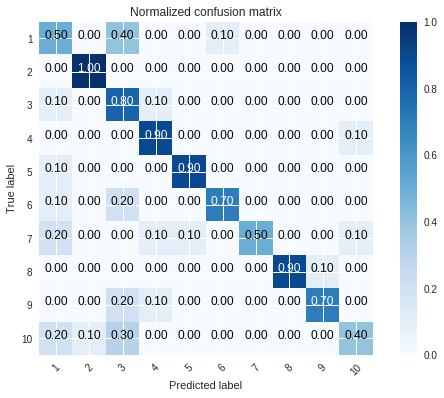 Normalized confusion matrix
1 0.50 0.00 0.40 0.00 0.00 0.10 0.00 0.00 0.00 0.00
2 0.00 1.00 0.00 0.00 0.00 0.00 0.00 0.00 0.00 0.00
3 0.10 0.00 0.80 0.10 0.00 0.00 0.00 0.00 0.00 0.00
4 0.00 0.00 0.00 0.90 0.00 0.00 0.00 0.00 0.00 0.10
5 0.10 0.00 0.00 0.00 0.90 0.00 0.00 0.00 0.00 0.00
6 0.10 0.00 0.20 0.00 0.00 0.70 0.00 0.00 0.00 0.00
7 0.20 0.00 0.00 0.10 0.10 0.00 0.50 0.00 0.00 0.10
8 0.00 0.00 0.00 0.00 0.00 0.00 0.00 0.90 0.10 0.00
9 0.00 0.00 0.20 0.10 0.00 0.00 0.00 0.00 0.70 0.00
10 0.20 0.10 0.30 0.00 0.00 0.00 0.00 0.00 0.00 0.40
1 2 3 4 5 6 7 8 9 10
True label
Predicted label
1.0
0.8
0.6
0.4
0.2
0.0